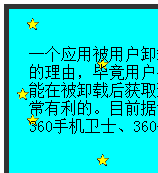 一个应用被用户卸
的理由，毕竟用户
能在被卸载后获取
常有利的。目前据
360手机卫士、360